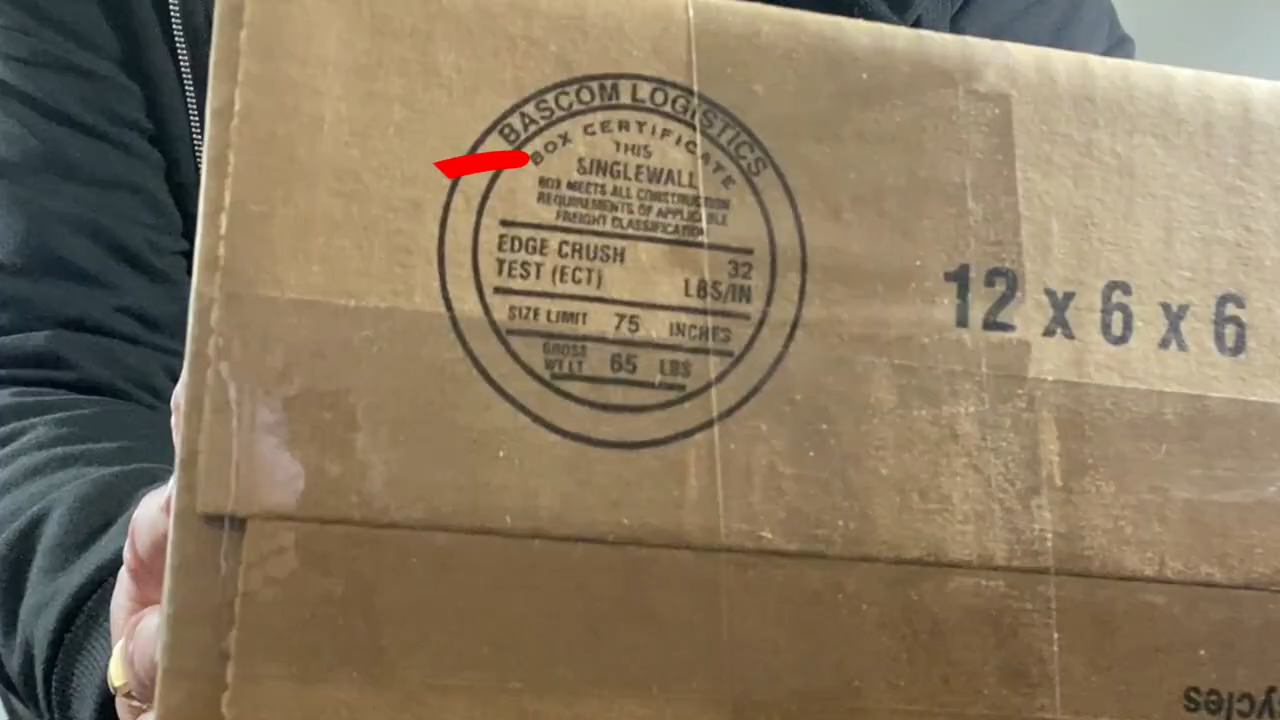 BASCOM LOGISTICS
BOX CERTIFICATE
THIS
SINGLEWALL
BOX MEETS ALL CONSTRUCTION
REQUIREMENTS OF APPLICABLE
FREIGHT CLASSIFICATION
EDGE CRUSH TEST (ECT) 32 LBS/IN
SIZE LIMIT 75 INCHES
GROSS WT LT 65 LBS
12 x 6 x 6